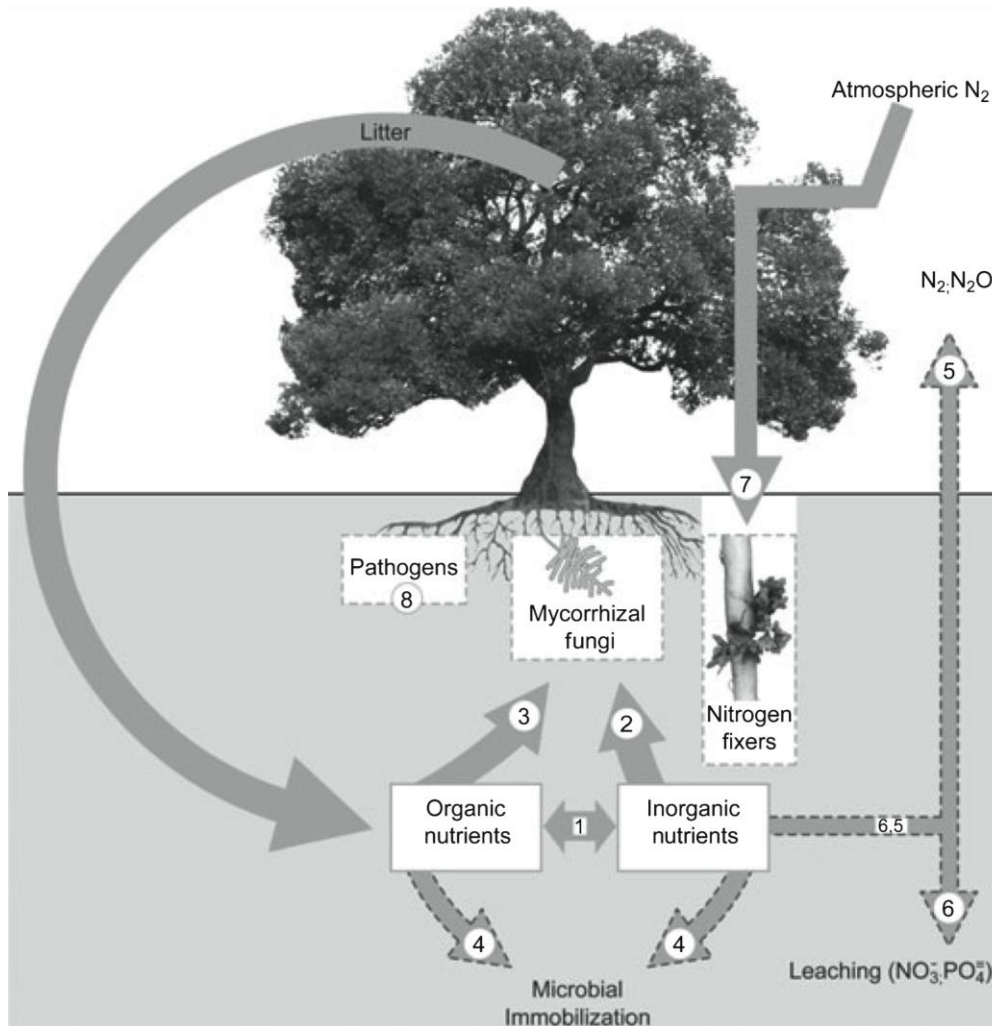 Atmospheric N₂
Litter
N₂;N₂O
5
7
Pathogens
8
Mycorrhizal
fungi
3
2
Nitrogen
fixers
Organic
nutrients
1
Inorganic
nutrients
6,5
4
4
6
Leaching (NO₃⁻;PO₄⁼)
Microbial
Immobilization